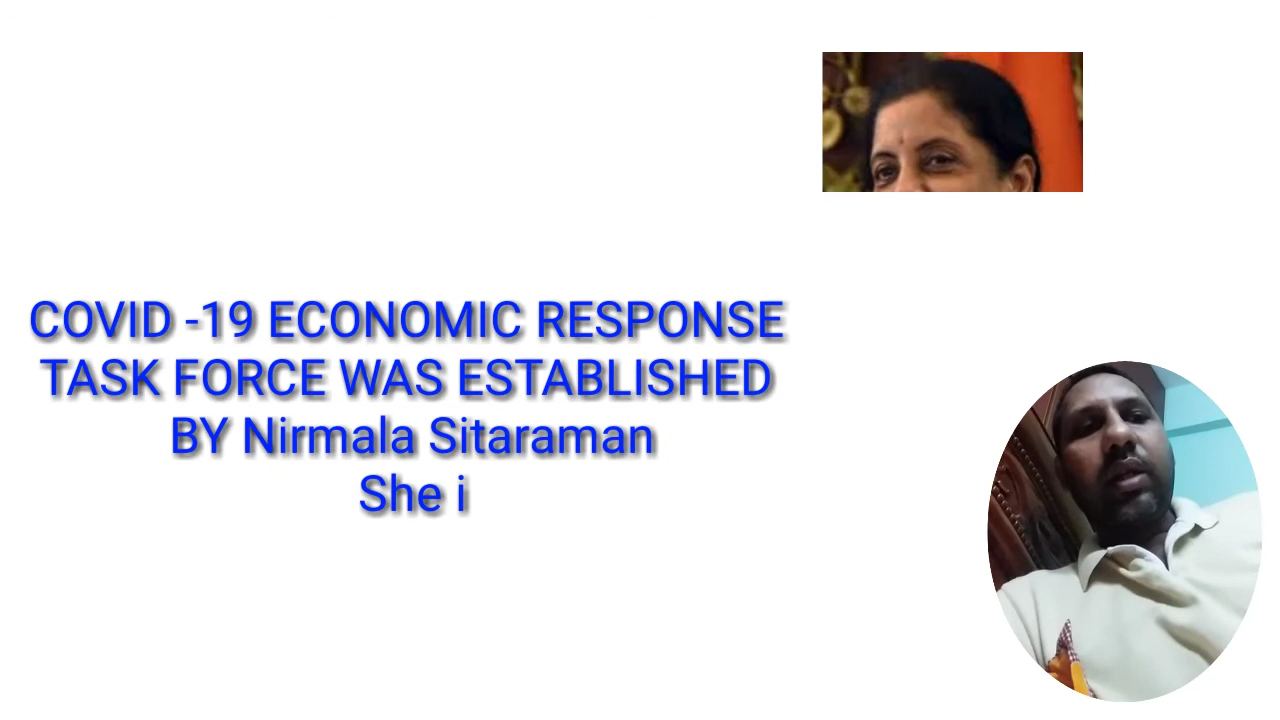 COVID -19 ECONOMIC RESPONSE
TASK FORCE WAS ESTABLISHED
BY Nirmala Sitaraman
She i